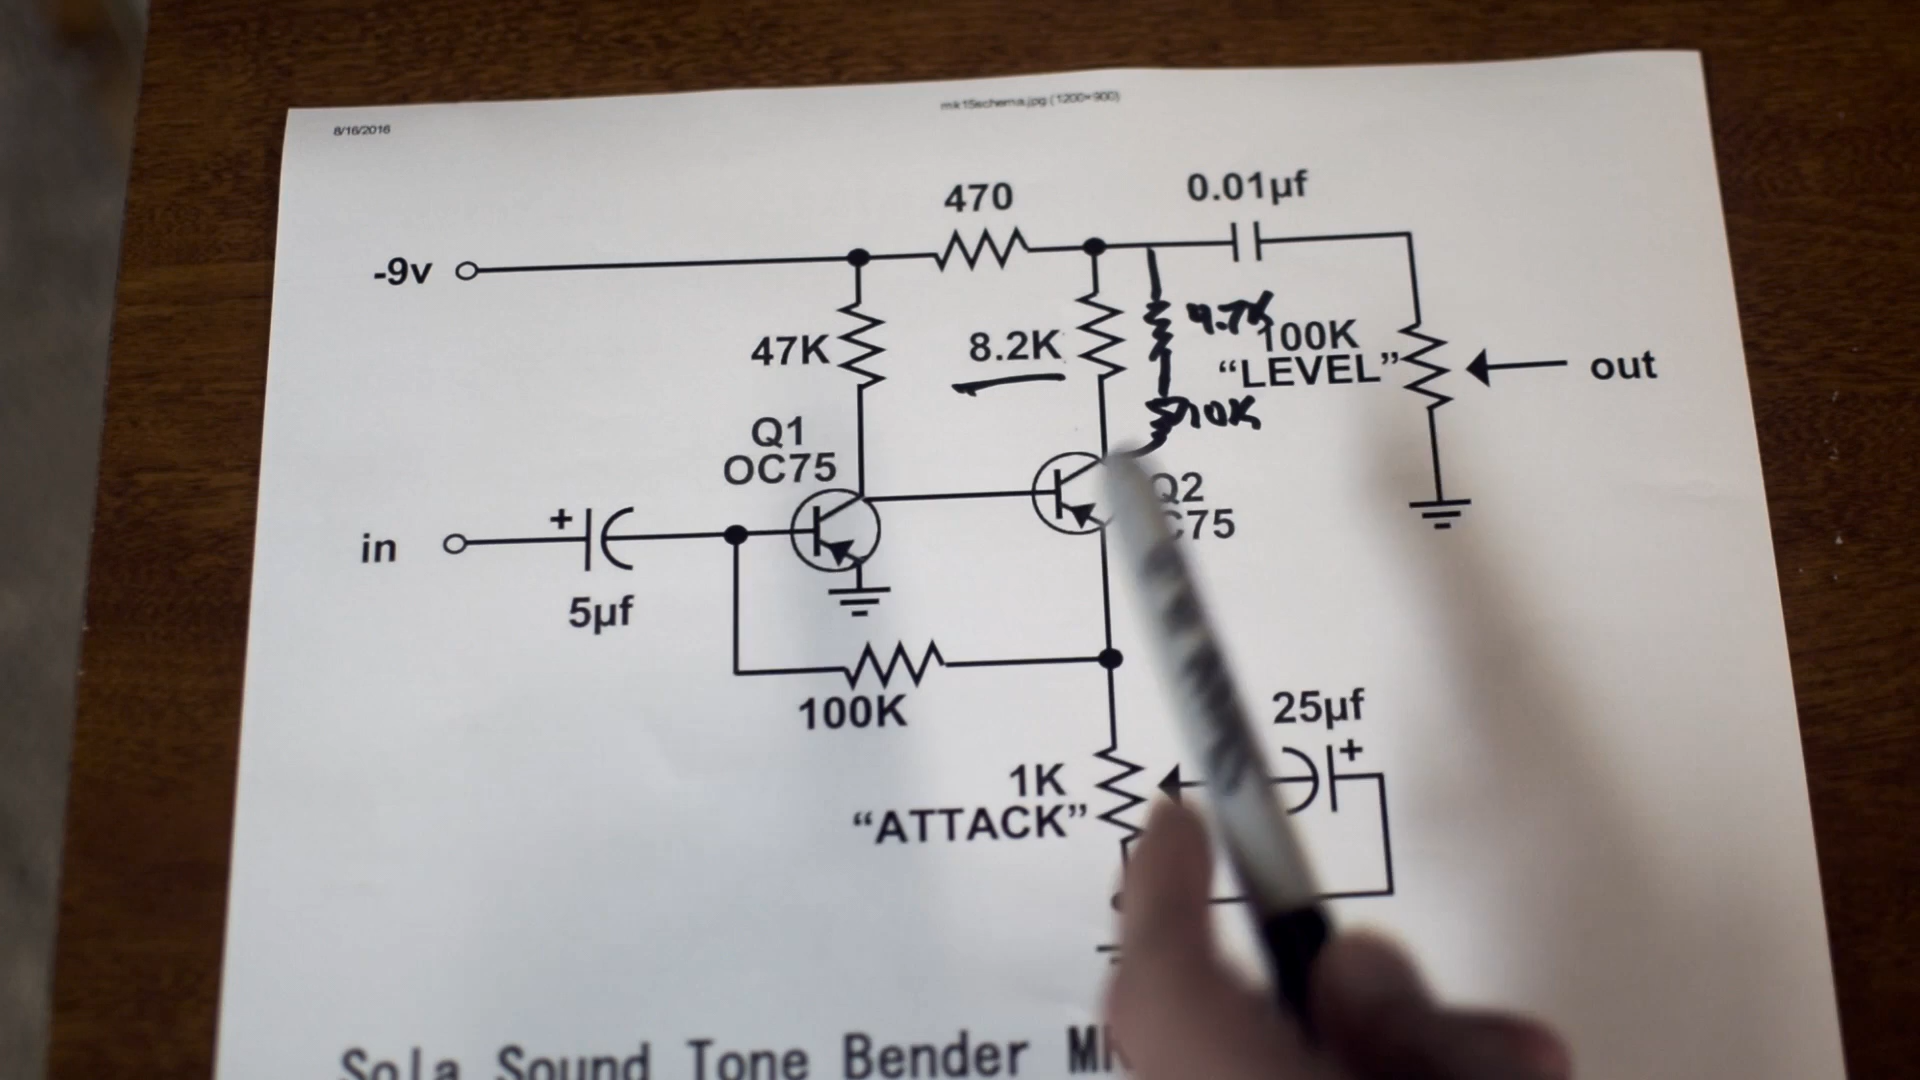 8/16/2016
mk15schema.jpg (1200×900)
470
0.01µf
-9v
47K
8.2K
4.7K
100K
“LEVEL”
out
10K
Q1
OC75
Q2
C75
+
in
5µf
100K
25µf
+
1K
“ATTACK”
Sola Sound Tone Bender